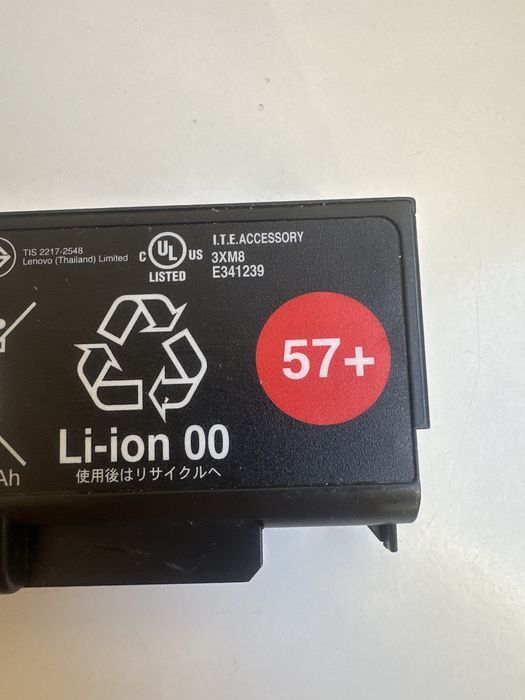 TIS 2217-2548
Lenovo (Thailand) Limited
C UL US
LISTED
I.T.E.ACCESSORY
3XM8
E341239
57+
Li-ion 00
使用後はリサイクルへ
Ah